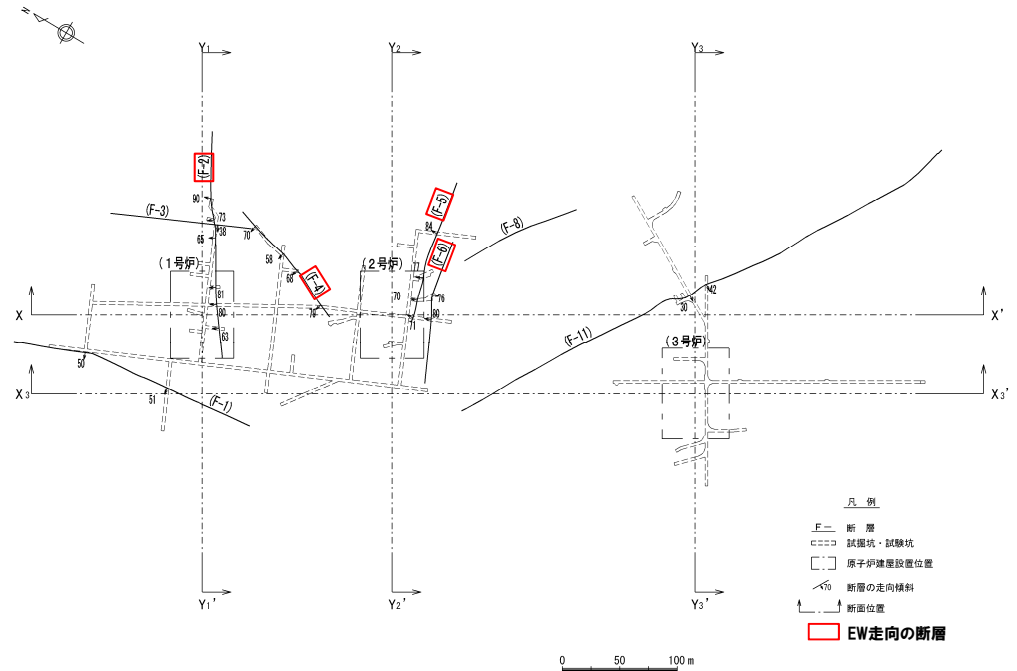 N
Y1
Y2
Y3
(F-2)
90
(F-3)
73
38
65
70
(F-5)
84
(F-8)
(F-6)
58
(1号炉)
(2号炉)
68
(F-4)
77
81
70
76
42
30
80
79
71
80
X
X'
63
(F-11)
(3号炉)
50
51
(F-1)
X3
X3'
凡 例
F— 断 層
試掘坑・試験坑
原子炉建屋設置位置
70 断層の走向傾斜
断面位置
EW走向の断層
Y1'
Y2'
Y3'
0 50 100 m